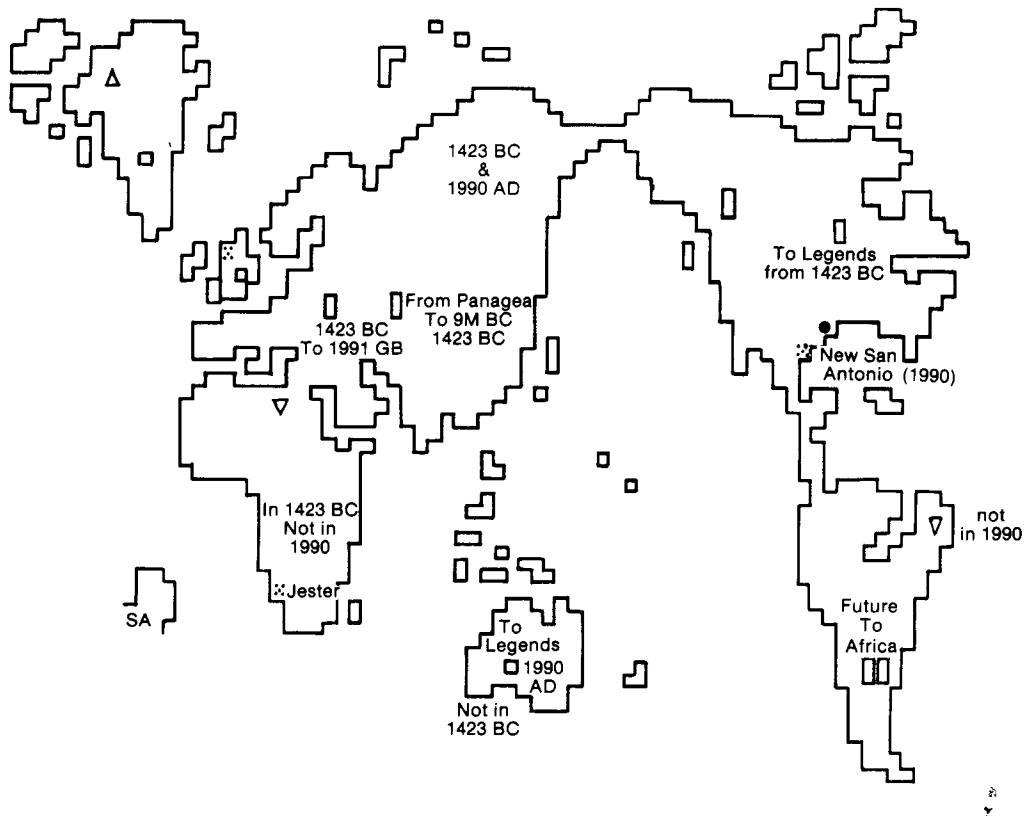 1423 BC
&
1990 AD
To Legends
from 1423 BC
From Panagea
To 9M BC
1423 BC
1423 BC
To 1991 GB
New San
Antonio (1990)
In 1423 BC
Not in
1990
not
in 1990
Jester
SA
Future
To
Africa
To
Legends
1990
AD
Not in
1423 BC